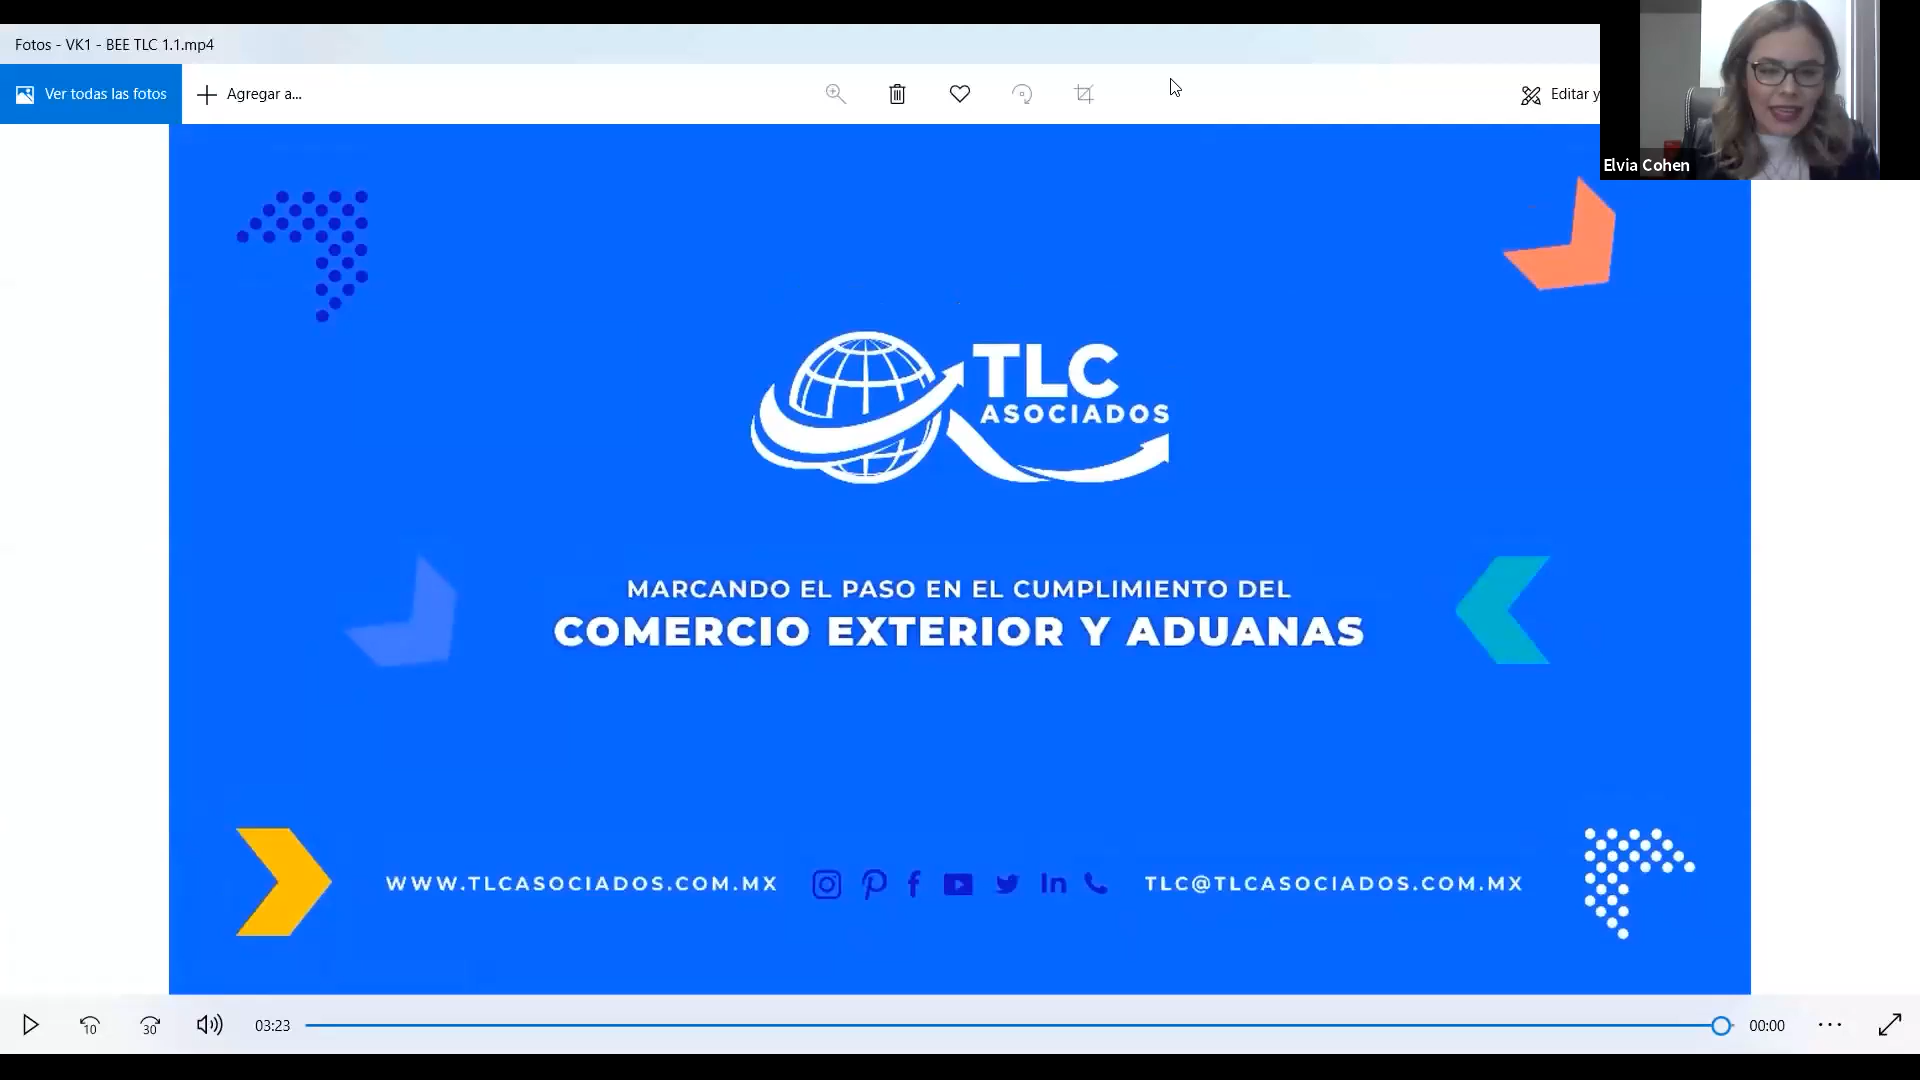 Fotos - VK1 - BEE TLC 1.1.mp4
Ver todas las fotos
Agregar a...
Editar y
Elvia Cohen
TLC
ASOCIADOS
MARCANDO EL PASO EN EL CUMPLIMIENTO DEL
COMERCIO EXTERIOR Y ADUANAS
WWW.TLCASOCIADOS.COM.MX
TLC@TLCASOCIADOS.COM.MX
10
30
03:23
00:00